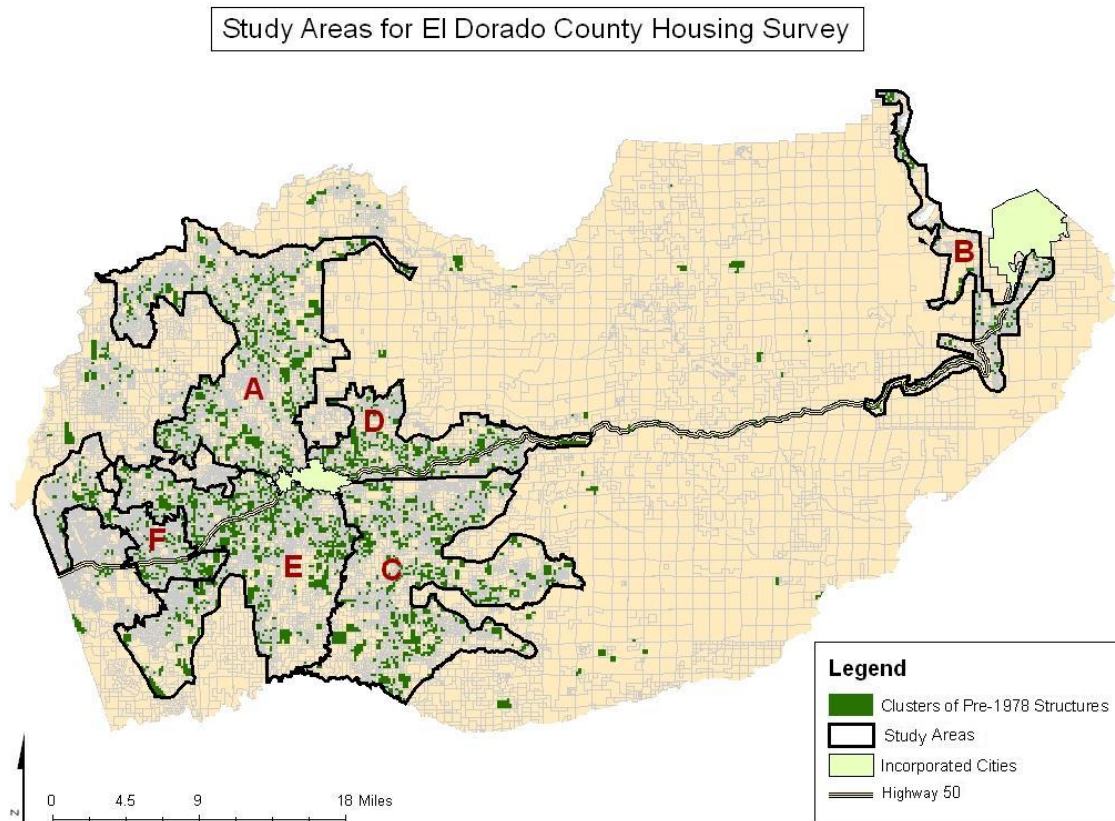 Study Areas for El Dorado County Housing Survey
B
A
D
F
E
C
Legend
Clusters of Pre-1978 Structures
Study Areas
Incorporated Cities
Highway 50
N
0 4.5 9 18 Miles